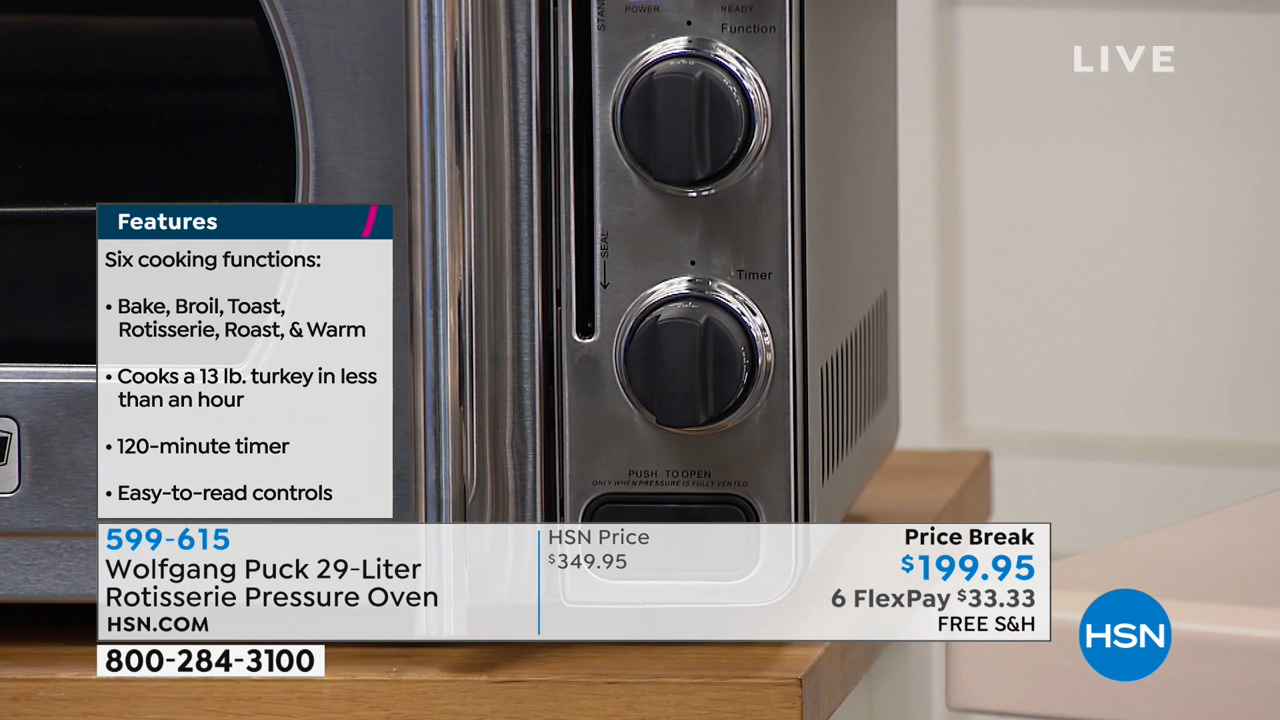 POWER
READY
Function
LIVE
Features
Six cooking functions:
• Bake, Broil, Toast,
Rotisserie, Roast, & Warm
• Cooks a 13 lb. turkey in less
than an hour
• 120-minute timer
• Easy-to-read controls
← SEAL
Timer
PUSH TO OPEN
ONLY WHEN PRESSURE IS FULLY VENTED
599-615
Wolfgang Puck 29-Liter
Rotisserie Pressure Oven
HSN.COM
HSN Price
$349.95
Price Break
$199.95
6 FlexPay $33.33
FREE S&H
800-284-3100
HSN